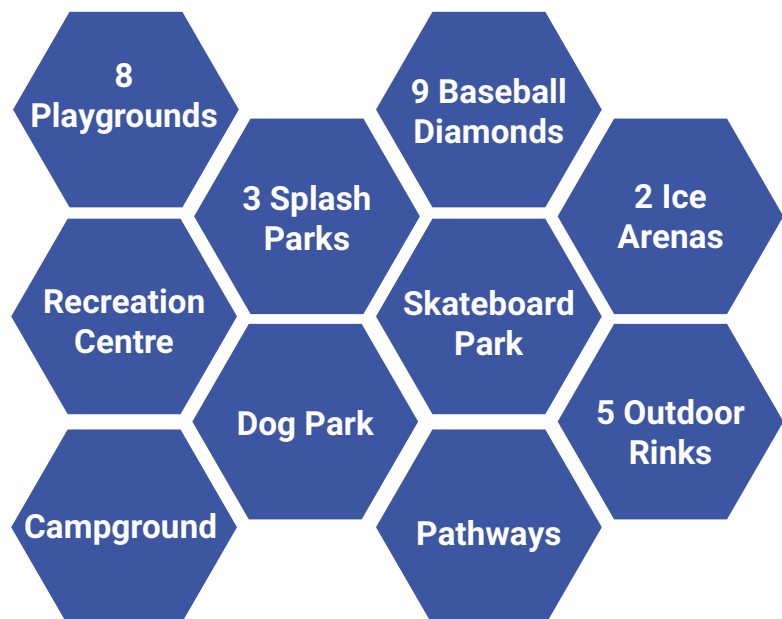 8
Playgrounds
9 Baseball
Diamonds
3 Splash
Parks
2 Ice
Arenas
Recreation
Centre
Skateboard
Park
Dog Park
5 Outdoor
Rinks
Campground
Pathways